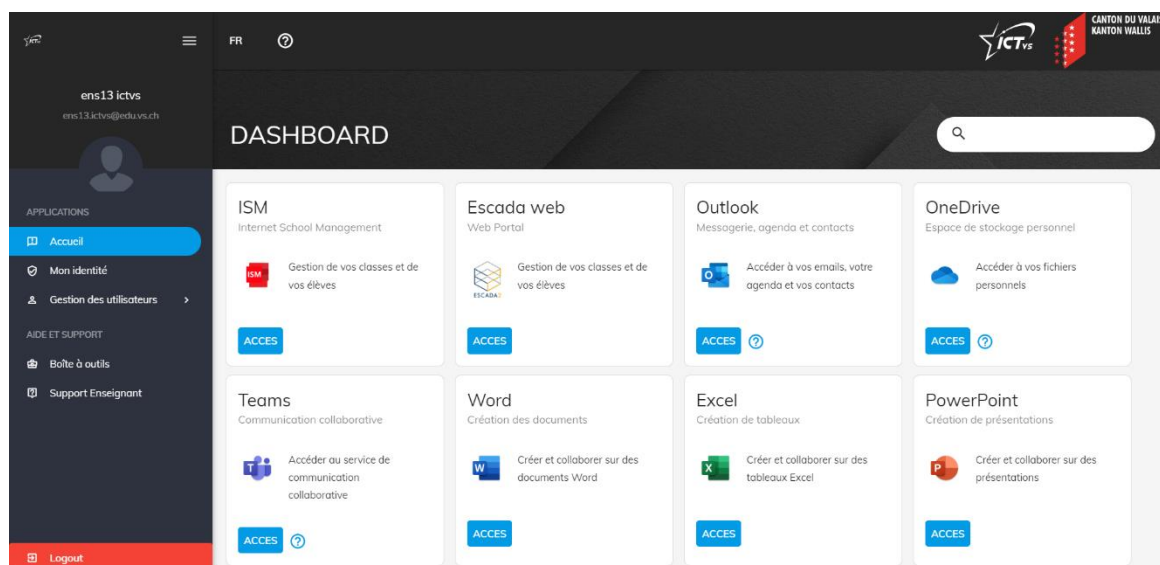 FR
ICTVS
CANTON DU VALAIS
KANTON WALLIS
ens13 ictvs
ens13.ictvs@edu.vs.ch
DASHBOARD
APPLICATIONS
Accueil
Mon identité
Gestion des utilisateurs
AIDE ET SUPPORT
Boîte à outils
Support Enseignant
Logout
ISM
Internet School Management
ISM
Gestion de vos classes et de
vos élèves
ACCES
Escada web
Web Portal
ESCADA2
Gestion de vos classes et de
vos élèves
ACCES
Outlook
Messagerie, agenda et contacts
Accéder à vos emails, votre
agenda et vos contacts
ACCES
OneDrive
Espace de stockage personnel
Accéder à vos fichiers
personnels
ACCES
Teams
Communication collaborative
Accéder au service de
communication
collaborative
ACCES
Word
Création des documents
Créer et collaborer sur des
documents Word
ACCES
Excel
Création de tableaux
Créer et collaborer sur des
tableaux Excel
ACCES
PowerPoint
Création de présentations
Créer et collaborer sur des
présentations
ACCES